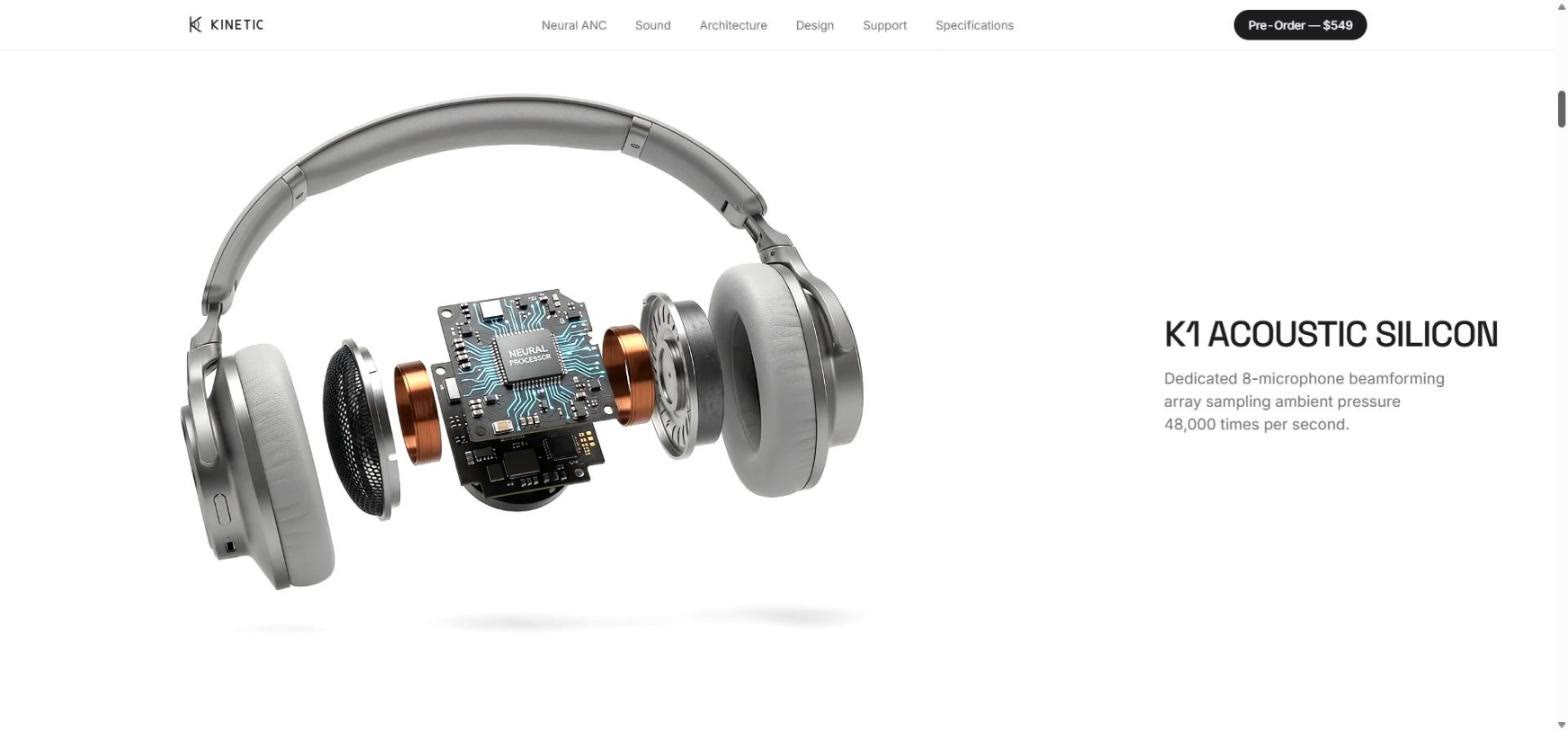 KINETIC
Neural ANC
Sound
Architecture
Design
Support
Specifications
Pre-Order — $549
NEURAL
PROCESSOR
K1 ACOUSTIC SILICON
Dedicated 8-microphone beamforming
array sampling ambient pressure
48,000 times per second.